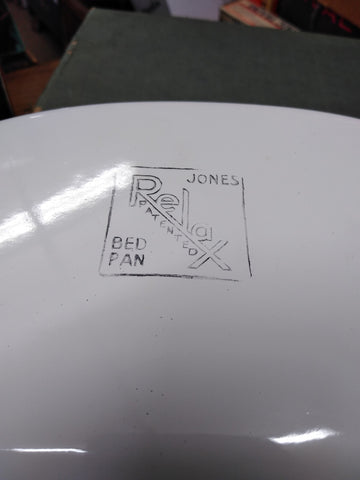 JONES
Relax
PATENTED
BED
PAN